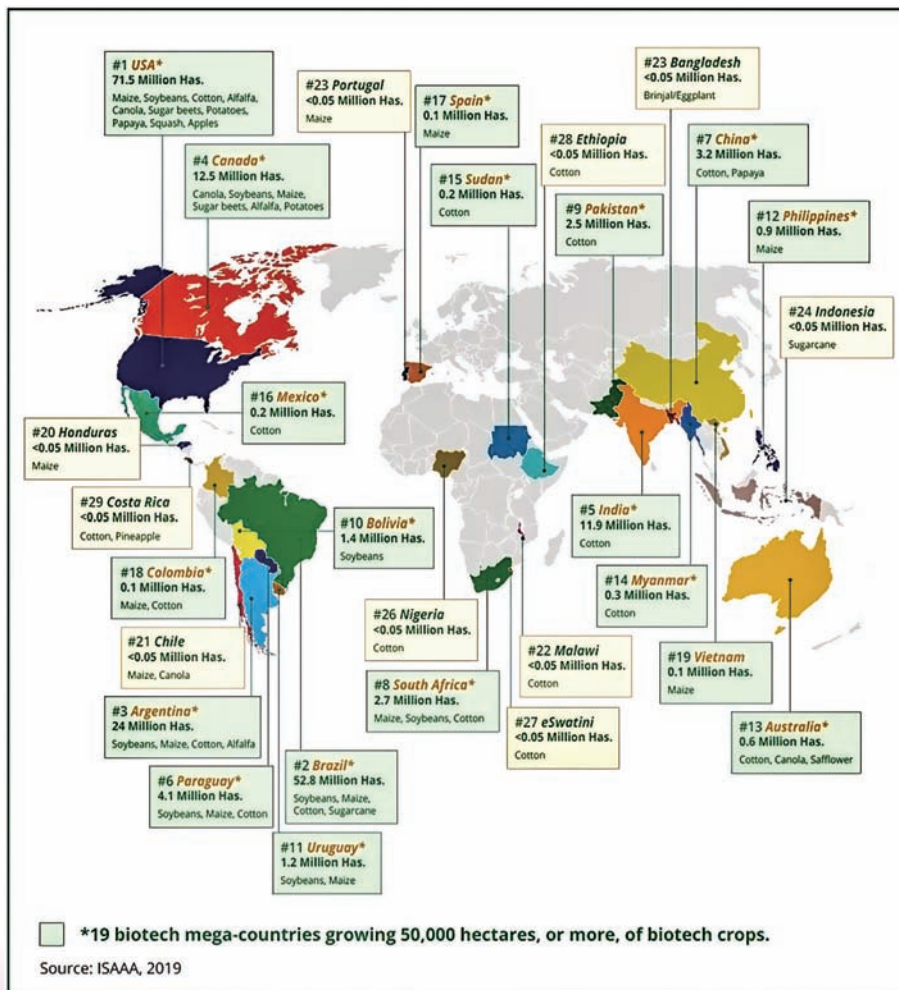 #1 USA*
71.5 Million Has.
Maize, Soybeans, Cotton, Alfalfa,
Canola, Sugar beets, Potatoes,
Papaya, Squash, Apples
#4 Canada*
12.5 Million Has.
Canola, Soybeans, Maize,
Sugar beets, Alfalfa, Potatoes
#23 Portugal
<0.05 Million Has.
Maize
#17 Spain*
0.1 Million Has.
Maize
#15 Sudan*
0.2 Million Has.
Cotton
#28 Ethiopia
<0.05 Million Has.
Cotton
#9 Pakistan*
2.5 Million Has.
Cotton
#23 Bangladesh
<0.05 Million Has.
Brinjal/Eggplant
#7 China*
3.2 Million Has.
Cotton, Papaya
#12 Philippines*
0.9 Million Has.
Maize
#24 Indonesia
<0.05 Million Has.
Sugarcane
#16 Mexico*
0.2 Million Has.
Cotton
#20 Honduras
<0.05 Million Has.
Maize
#29 Costa Rica
<0.05 Million Has.
Cotton, Pineapple
#10 Bolivia*
1.4 Million Has.
Soybeans
#18 Colombia*
0.1 Million Has.
Maize, Cotton
#21 Chile
<0.05 Million Has.
Maize, Canola
#3 Argentina*
24 Million Has.
Soybeans, Maize, Cotton, Alfalfa
#6 Paraguay*
4.1 Million Has.
Soybeans, Maize, Cotton
#2 Brazil*
52.8 Million Has.
Soybeans, Maize,
Cotton, Sugarcane
#11 Uruguay*
1.2 Million Has.
Soybeans, Maize
#26 Nigeria
<0.05 Million Has.
Cotton
#8 South Africa*
2.7 Million Has.
Maize, Soybeans, Cotton
#22 Malawi
<0.05 Million Has.
Cotton
#27 eSwatini
<0.05 Million Has.
Cotton
#5 India*
11.9 Million Has.
Cotton
#14 Myanmar*
0.3 Million Has.
Cotton
#19 Vietnam
0.1 Million Has.
Maize
#13 Australia*
0.6 Million Has.
Cotton, Canola, Safflower
*19 biotech mega-countries growing 50,000 hectares, or more, of biotech crops.
Source: ISAAA, 2019